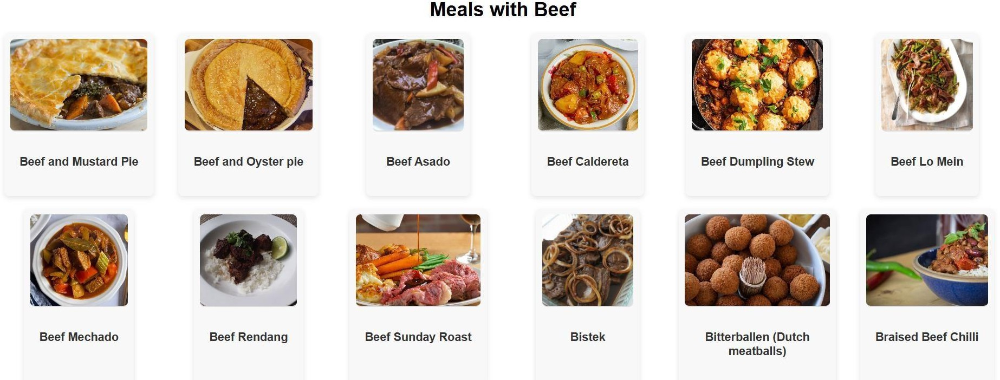 Meals with Beef
Beef and Mustard Pie
Beef and Oyster pie
Beef Asado
Beef Caldereta
Beef Dumpling Stew
Beef Lo Mein
Beef Mechado
Beef Rendang
Beef Sunday Roast
Bistek
Bitterballen (Dutch
meatballs)
Braised Beef Chilli